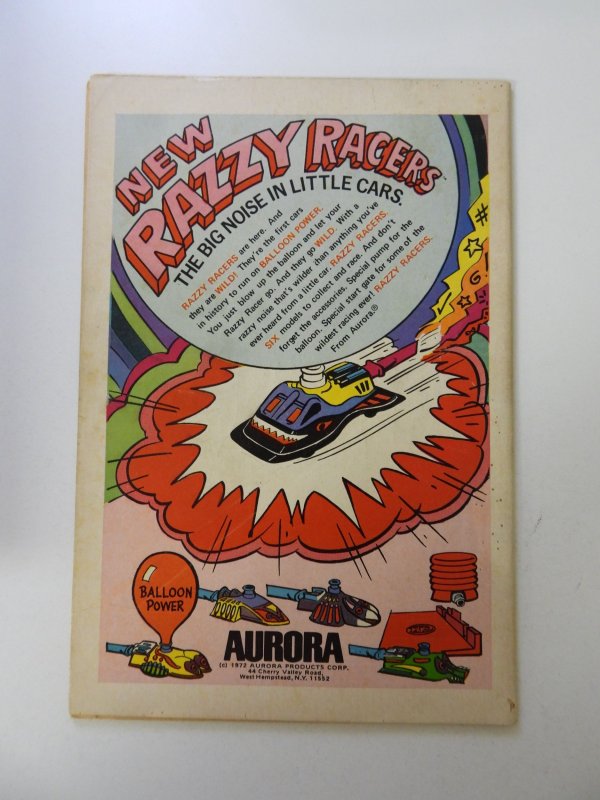 NEW
RAZZY RACERS
THE BIG NOISE IN LITTLE CARS.
RAZZY RACERS are here. And
they are WILD! They're the first cars
in history to run on BALLOON POWER.
You just blow up the balloon and let your
Razzy Racer go. And they go WILD. With a
razzy noise that's wilder than anything you've
ever heard from a little car. RAZZY RACERS.
SIX models to collect and race. And don't
forget the accessories. Special pump for the
balloon. Special start gate for some of the
wildest racing ever! RAZZY RACERS.
From Aurora.®
BALLOON
POWER
AURORA
(c) 1972 AURORA PRODUCTS CORP.
44 Cherry Valley Road,
West Hempstead, N.Y. 11552